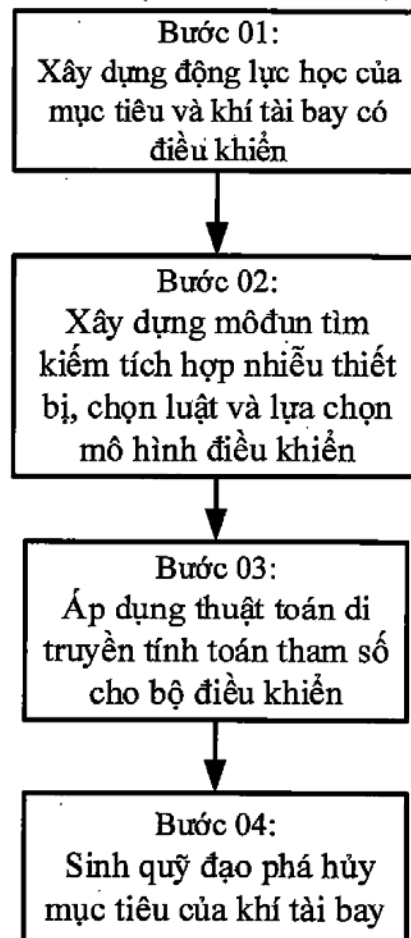 Bước 01:
Xây dựng động lực học của
mục tiêu và khí tài bay có
điều khiển
Bước 02:
Xây dựng môđun tìm
kiếm tích hợp nhiễu thiết
bị, chọn luật và lựa chọn
mô hình điều khiển
Bước 03:
Áp dụng thuật toán di
truyền tính toán tham số
cho bộ điều khiển
Bước 04:
Sinh quỹ đạo phá hủy
mục tiêu của khí tài bay